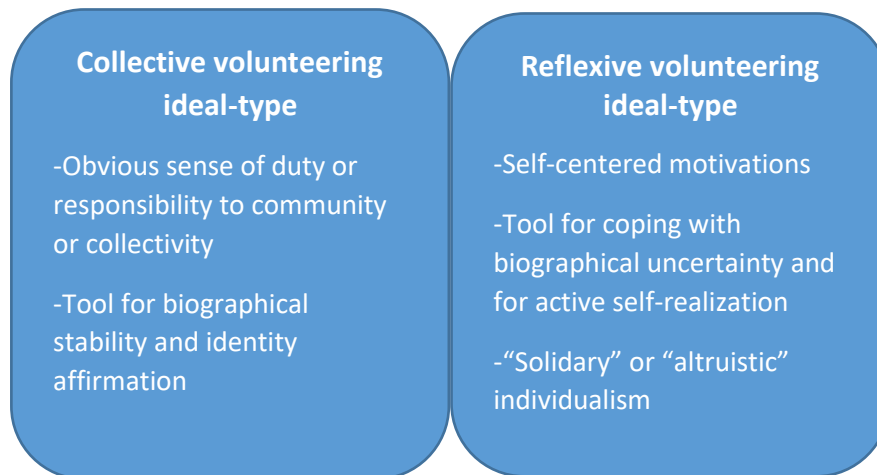 Collective volunteering
ideal-type
-Obvious sense of duty or
responsibility to community
or collectivity
-Tool for biographical
stability and identity
affirmation
Reflexive volunteering
ideal-type
-Self-centered motivations
-Tool for coping with
biographical uncertainty and
for active self-realization
-“Solidary” or “altruistic”
individualism